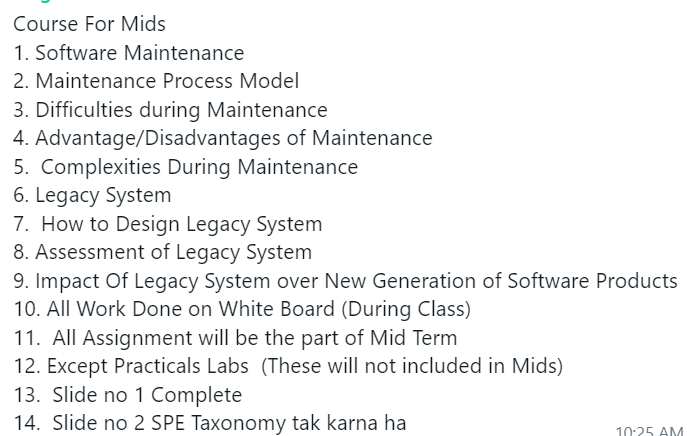 Course For Mids
1. Software Maintenance
2. Maintenance Process Model
3. Difficulties during Maintenance
4. Advantage/Disadvantages of Maintenance
5.  Complexities During Maintenance
6. Legacy System
7.  How to Design Legacy System
8. Assessment of Legacy System
9. Impact Of Legacy System over New Generation of Software Products
10. All Work Done on White Board (During Class)
11.  All Assignment will be the part of Mid Term
12. Except Practicals Labs  (These will not included in Mids)
13.  Slide no 1 Complete
14.  Slide no 2 SPE Taxonomy tak karna ha
10:25 AM